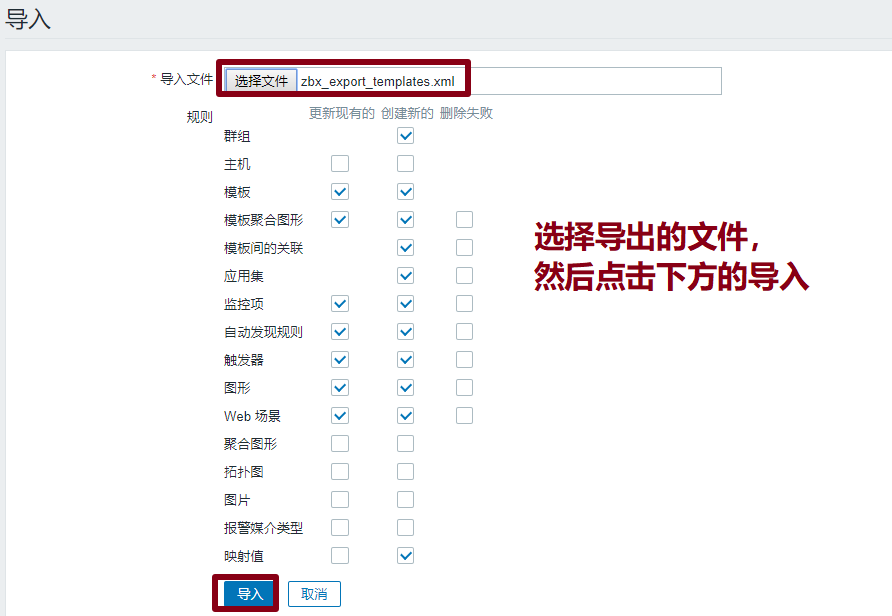 导入
* 导入文件 选择文件 zbx_export_templates.xml
规则 更新现有的 创建新的 删除失败
群组
主机
模板
模板聚合图形
模板间的关联
应用集
监控项
自动发现规则
触发器
图形
Web 场景
聚合图形
拓扑图
图片
报警媒介类型
映射值
选择导出的文件，
然后点击下方的导入
导入 取消